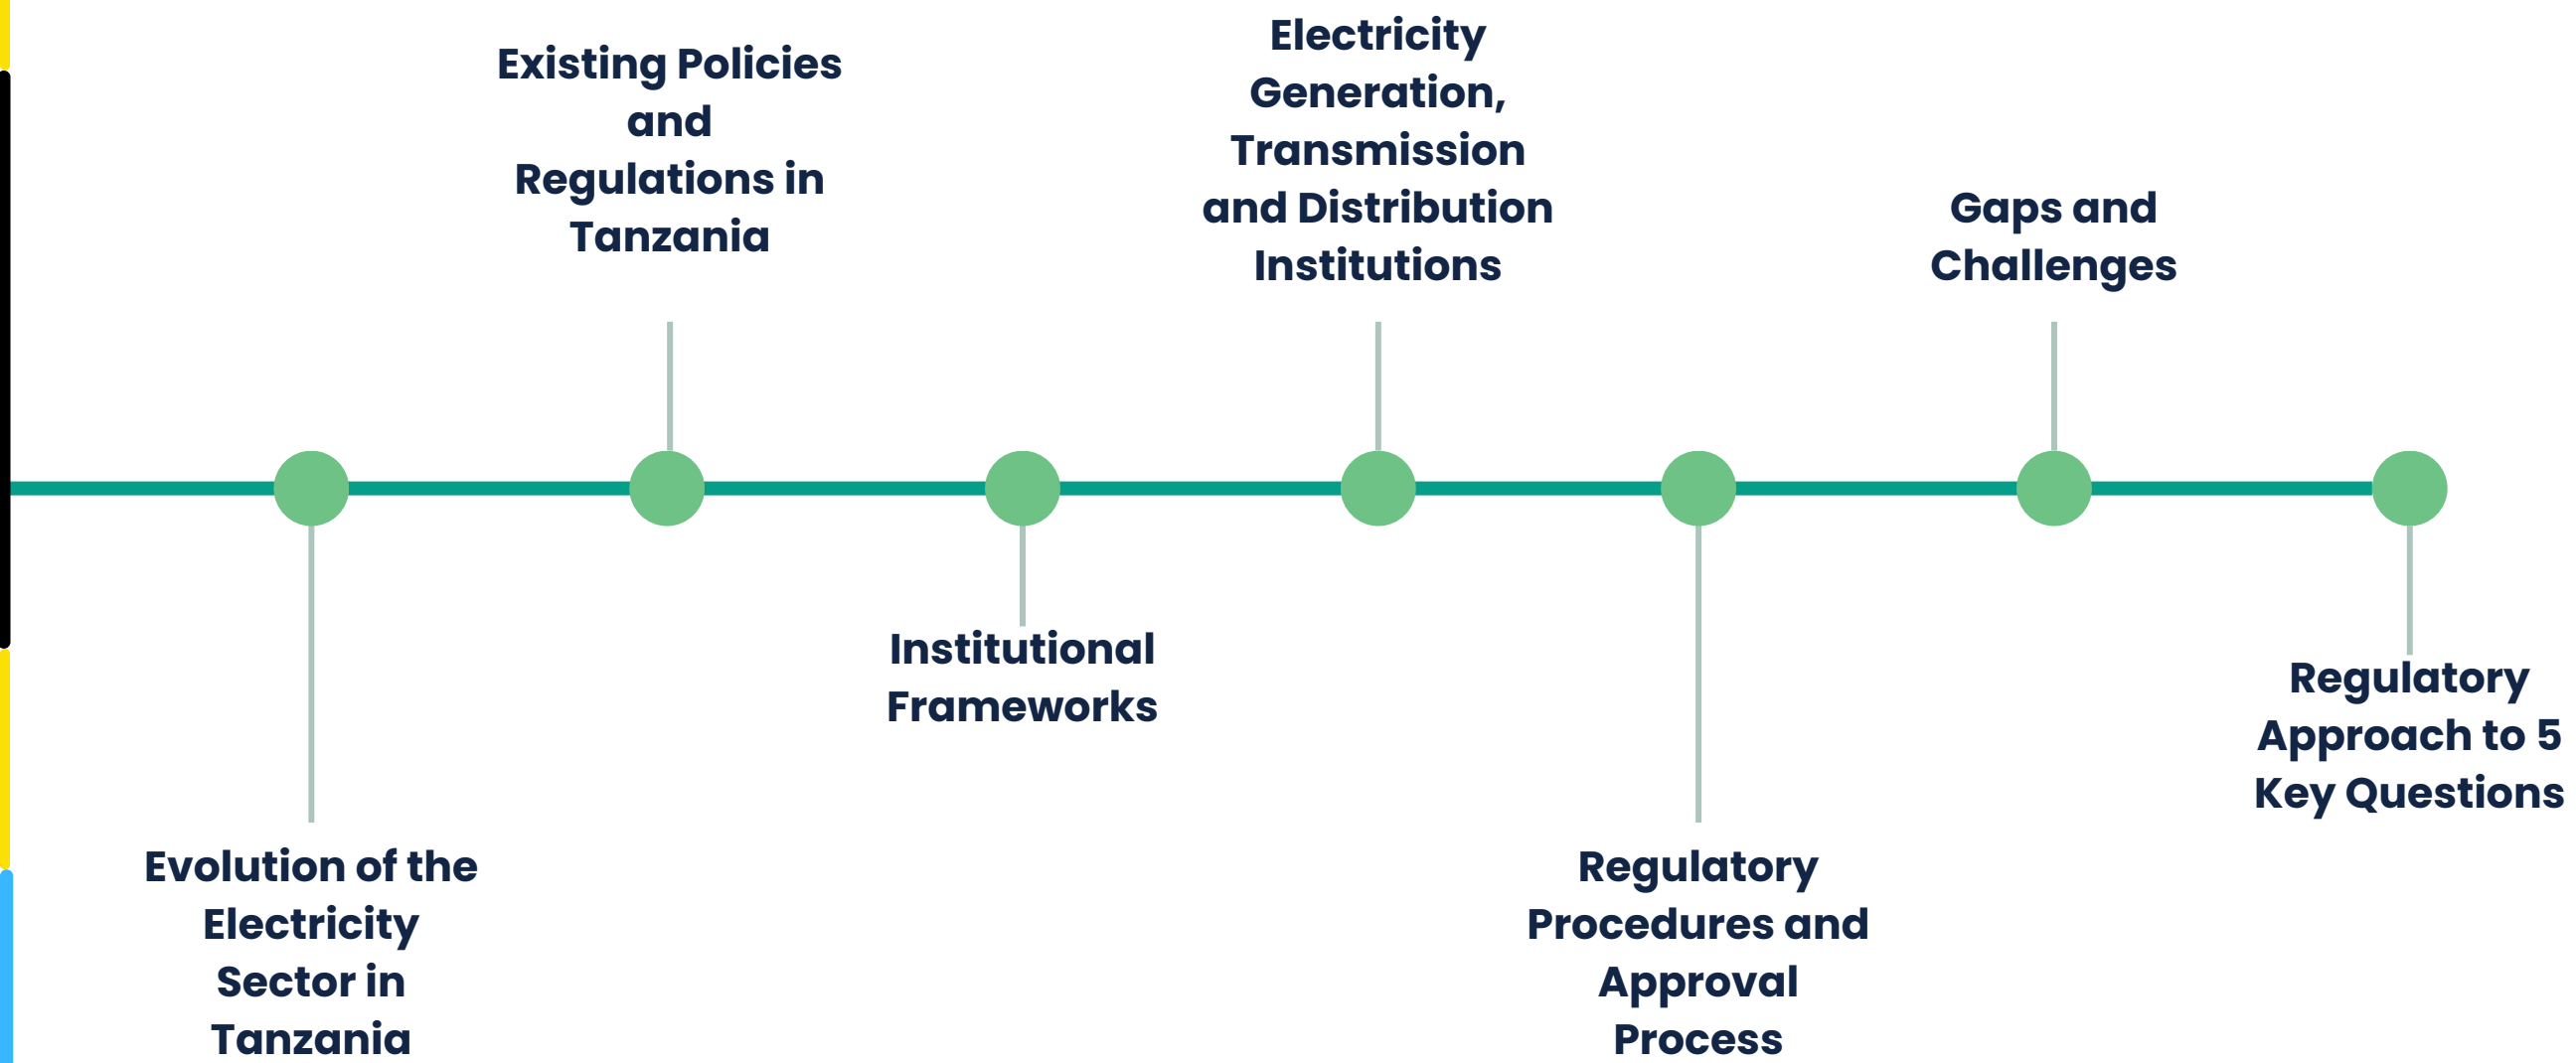 Evolution of the
Electricity
Sector in
Tanzania
Existing Policies
and
Regulations in
Tanzania
Institutional
Frameworks
Electricity
Generation,
Transmission
and Distribution
Institutions
Regulatory
Procedures and
Approval
Process
Gaps and
Challenges
Regulatory
Approach to 5
Key Questions